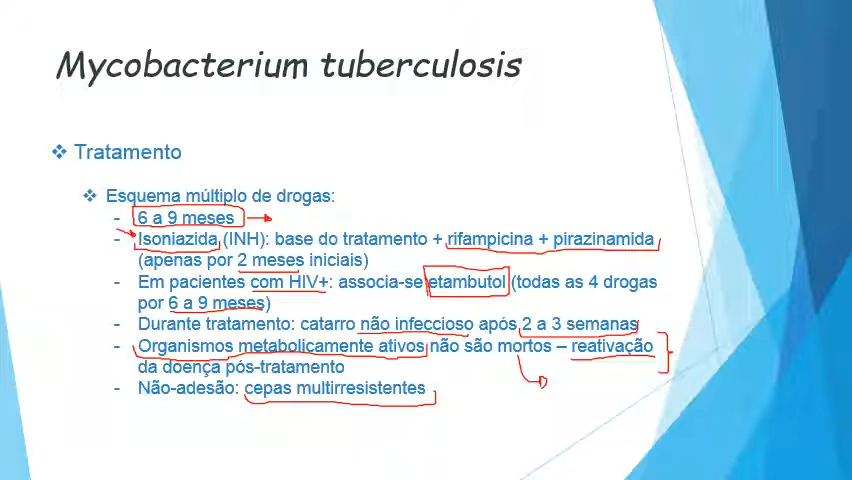 Mycobacterium tuberculosis
❖ Tratamento
❖ Esquema múltiplo de drogas:
- 6 a 9 meses
- Isoniazida (INH): base do tratamento + rifampicina + pirazinamida
(apenas por 2 meses iniciais)
- Em pacientes com HIV+: associa-se etambutol (todas as 4 drogas
por 6 a 9 meses)
- Durante tratamento: catarro não infeccioso após 2 a 3 semanas
- Organismos metabolicamente ativos não são mortos – reativação
da doença pós-tratamento
- Não-adesão: cepas multirresistentes